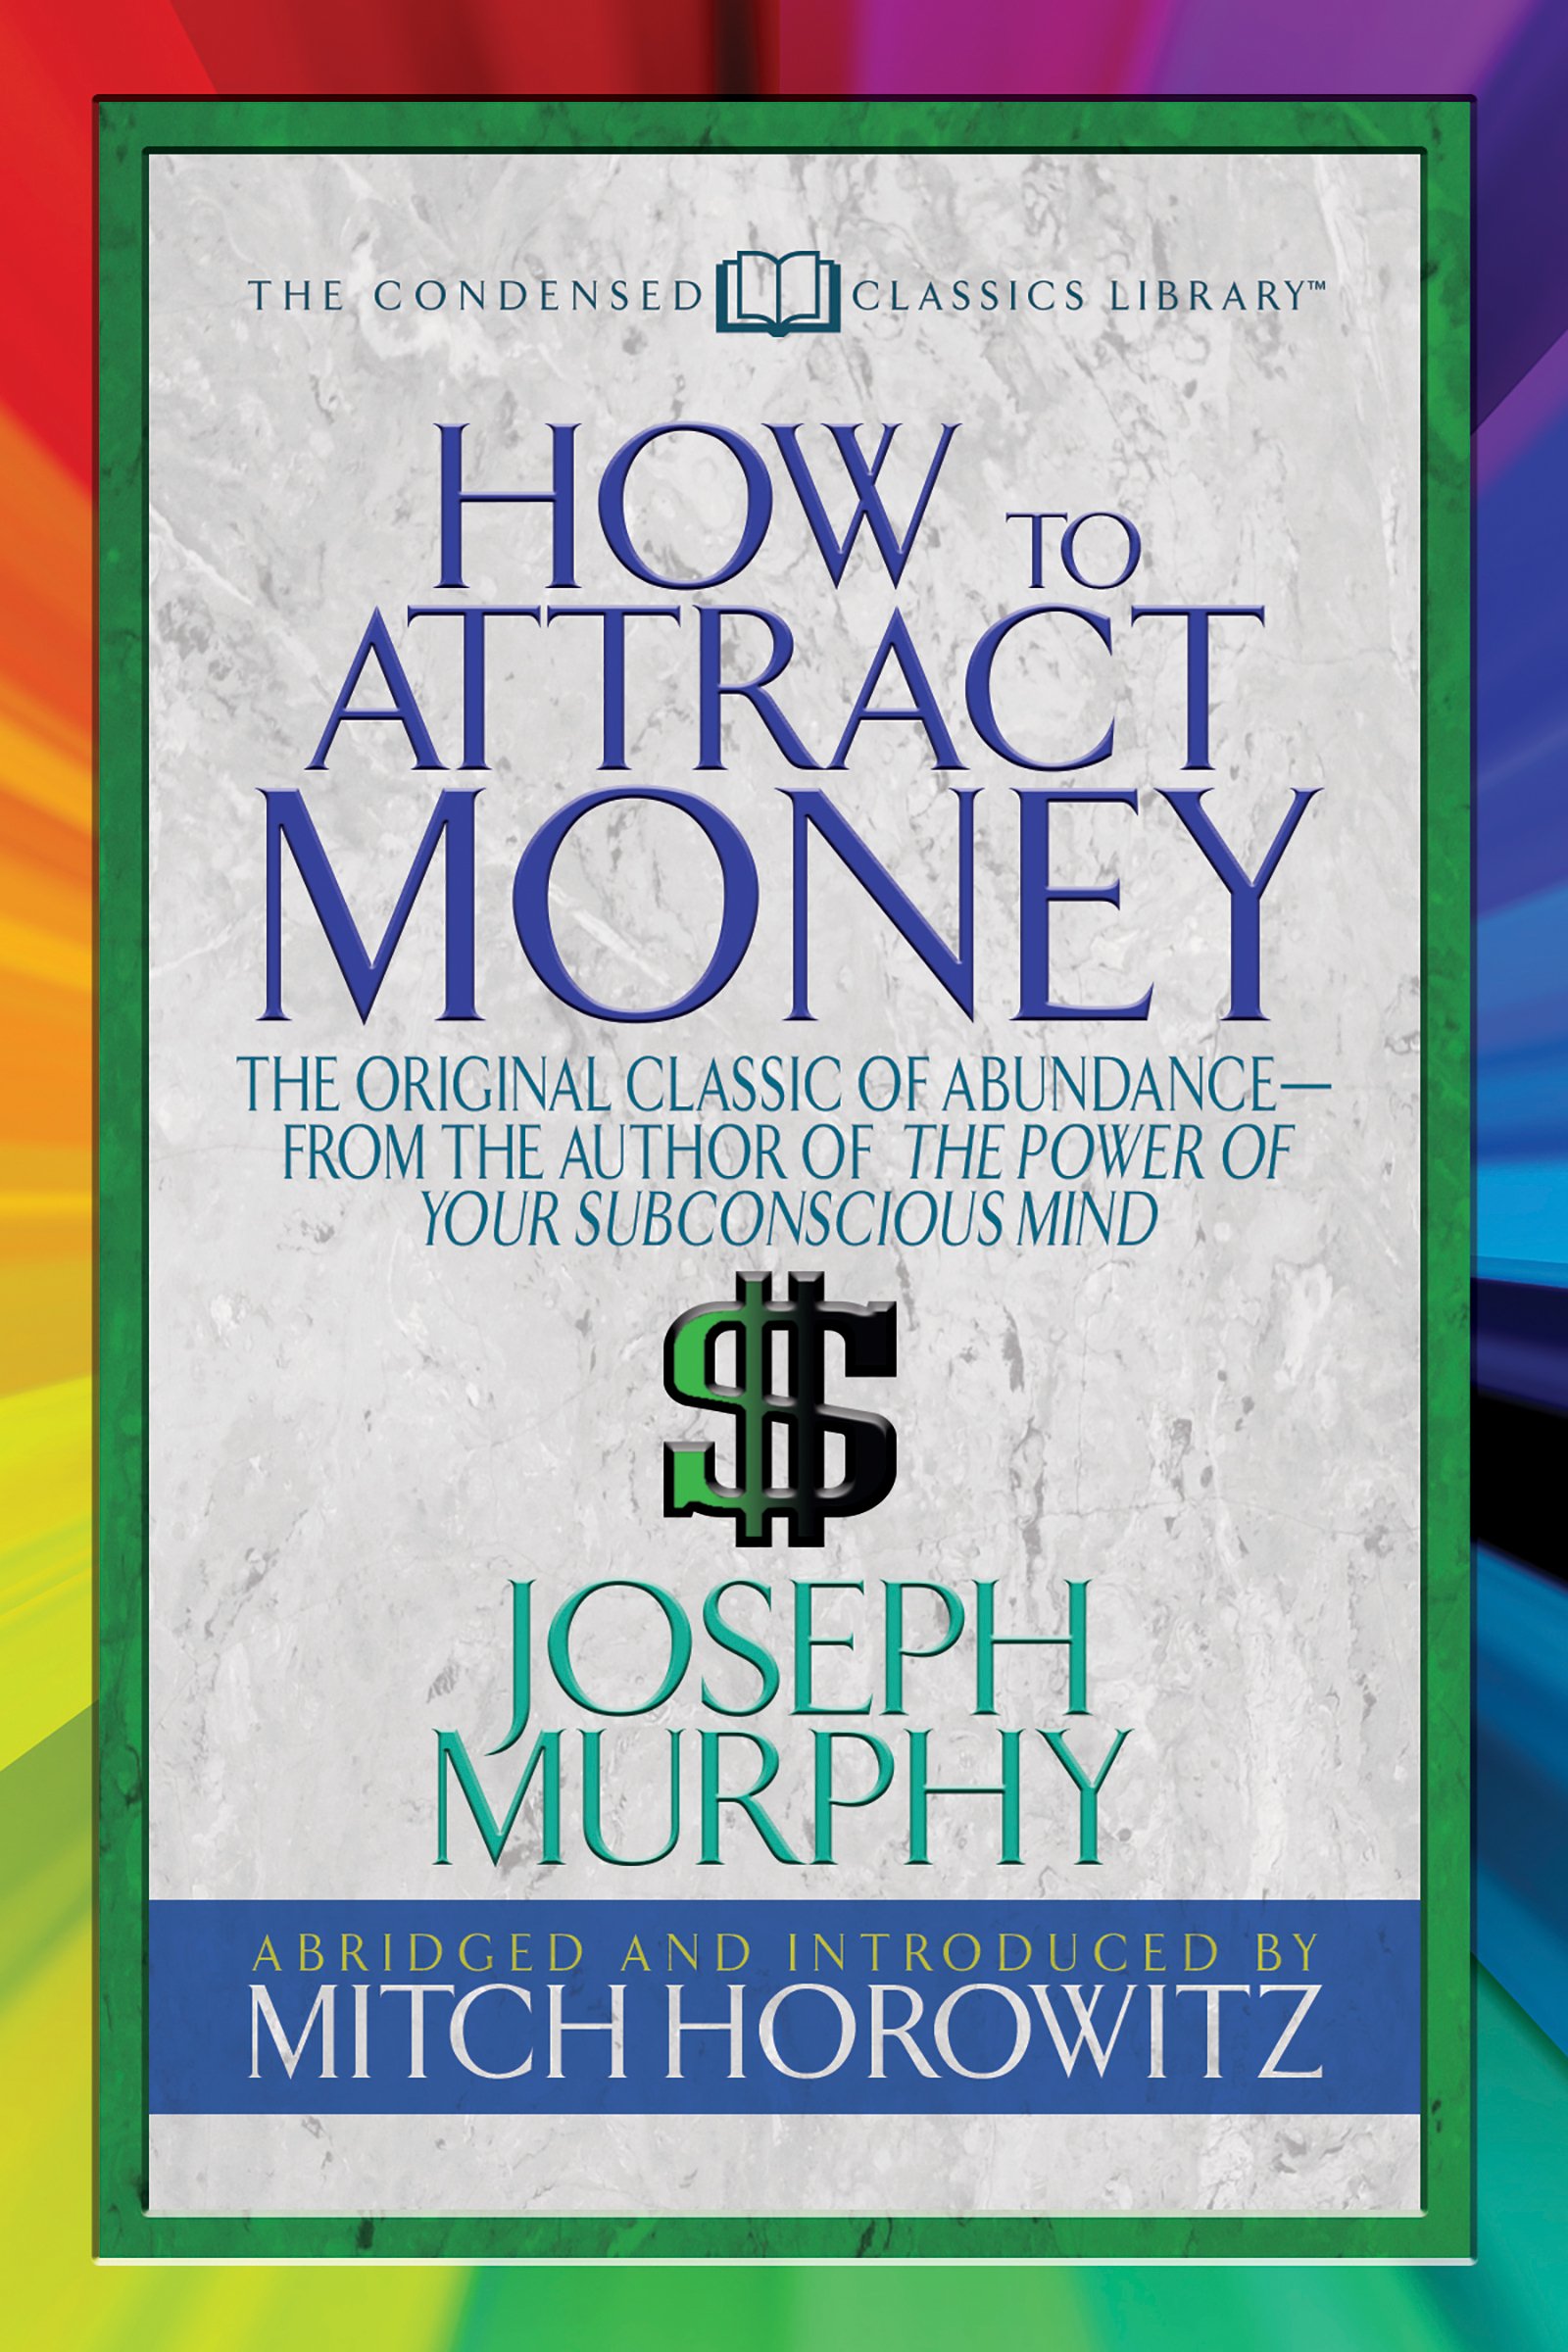 THE CONDENSED CLASSICS LIBRARY™
HOW TO
ATTRACT
MONEY
THE ORIGINAL CLASSIC OF ABUNDANCE—
FROM THE AUTHOR OF THE POWER OF
YOUR SUBCONSCIOUS MIND
$
JOSEPH
MURPHY
ABRIDGED AND INTRODUCED BY
MITCH HOROWITZ